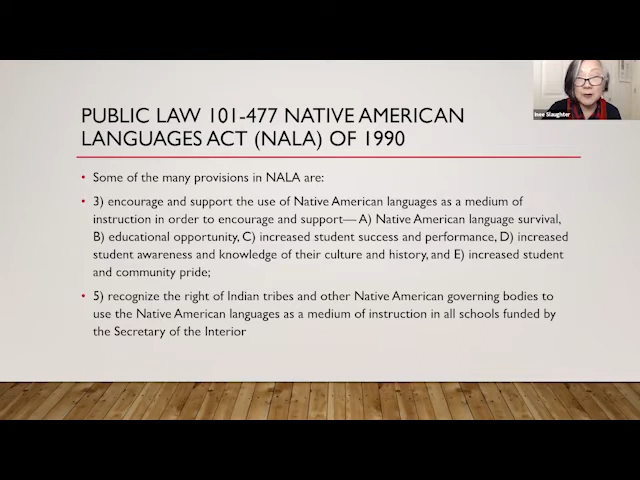 PUBLIC LAW 101-477 NATIVE AMERICAN
LANGUAGES ACT (NALA) OF 1990
• Some of the many provisions in NALA are:
• 3) encourage and support the use of Native American languages as a medium of
instruction in order to encourage and support— A) Native American language survival,
B) educational opportunity, C) increased student success and performance, D) increased
student awareness and knowledge of their culture and history, and E) increased student
and community pride;
• 5) recognize the right of Indian tribes and other Native American governing bodies to
use the Native American languages as a medium of instruction in all schools funded by
the Secretary of the Interior
Inee Slaughter